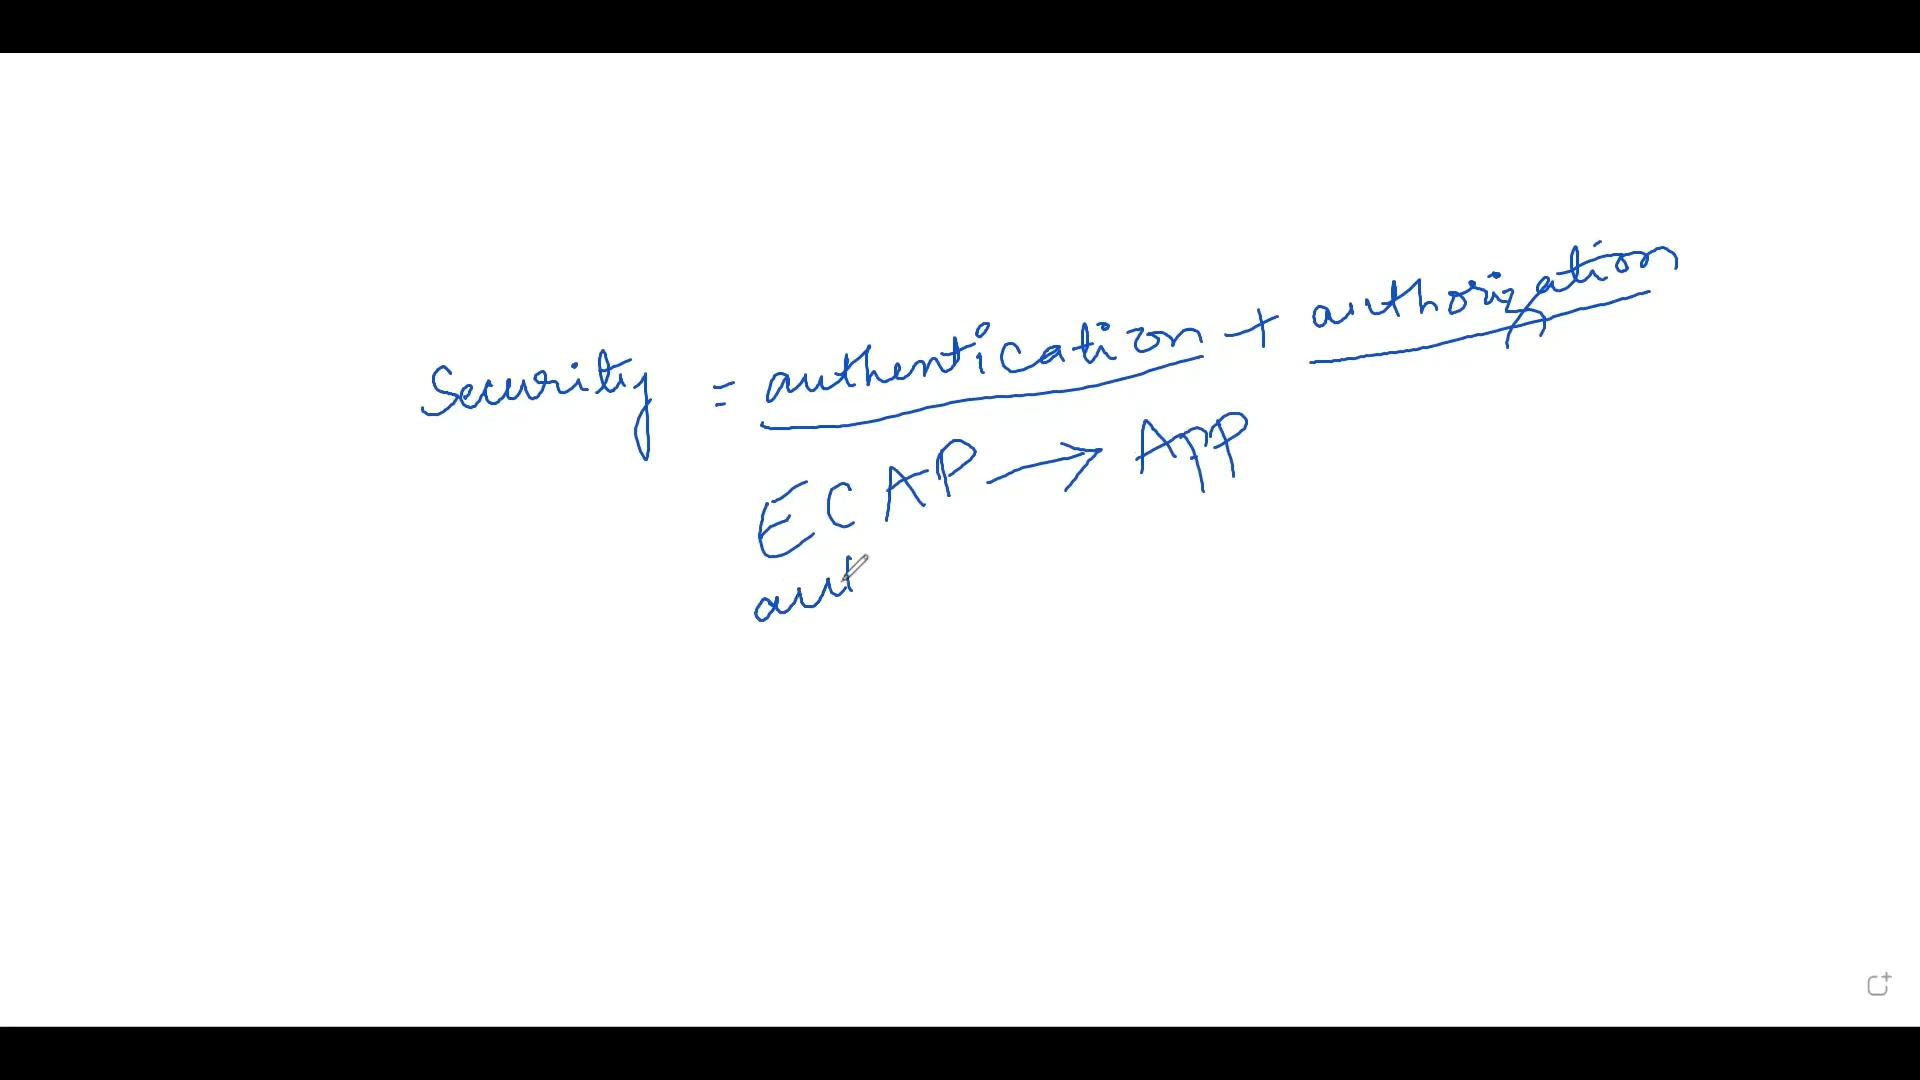 Security = authentication + authorization
ECAP → App
aut